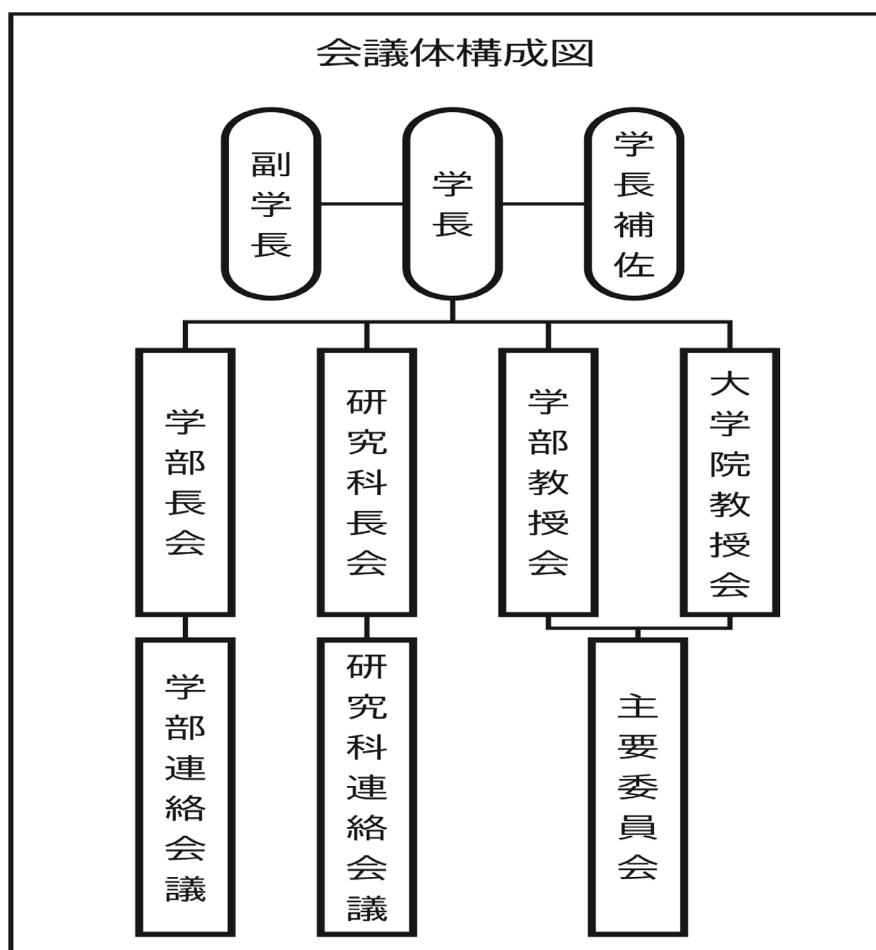 会議体構成図
副学長
学長
学長補佐
学部長会
研究科長会
学部教授会
大学院教授会
学部連絡会議
研究科連絡会議
主要委員会